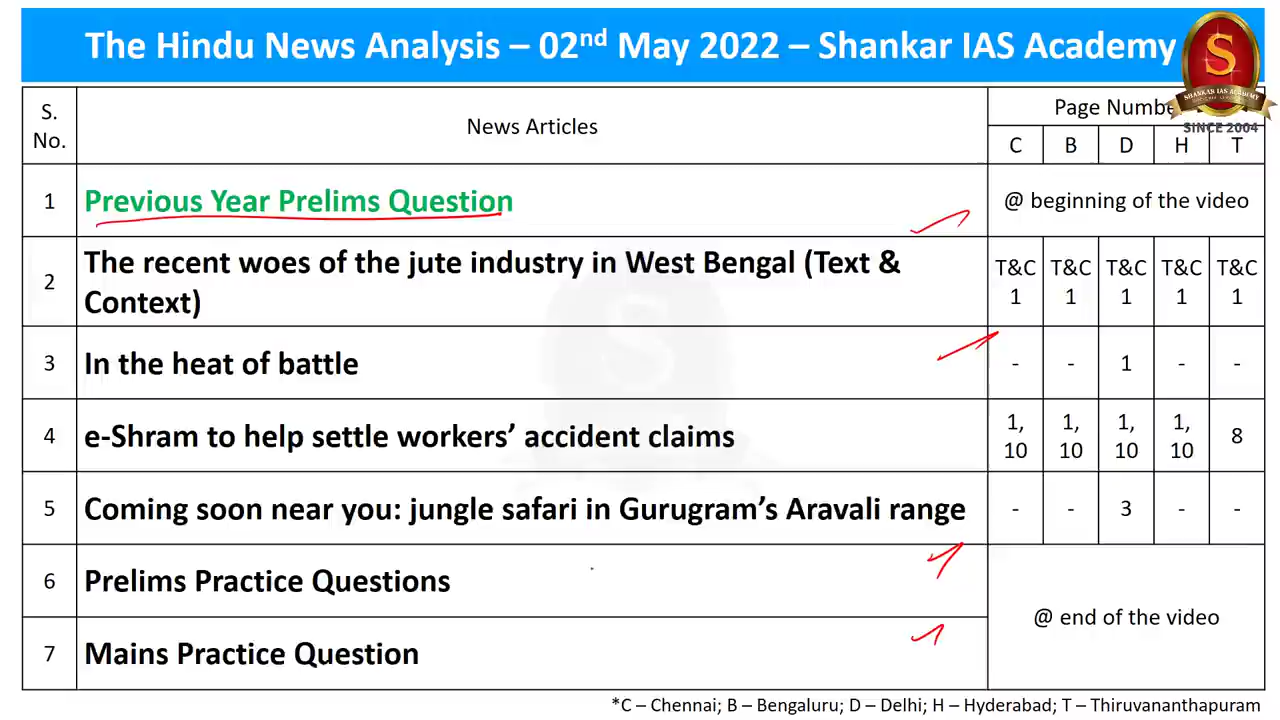 The Hindu News Analysis – 02nd May 2022 – Shankar IAS Academy
S
SHANKAR IAS ACADEMY
SINCE 2004
S. No. News Articles Page Numbe
C B D H T
1 Previous Year Prelims Question @ beginning of the video
2 The recent woes of the jute industry in West Bengal (Text & Context) T&C 1 T&C 1 T&C 1 T&C 1 T&C 1
3 In the heat of battle - - 1 - -
4 e-Shram to help settle workers’ accident claims 1, 10 1, 10 1, 10 1, 10 8
5 Coming soon near you: jungle safari in Gurugram’s Aravali range - - 3 - -
6 Prelims Practice Questions @ end of the video
7 Mains Practice Question
*C – Chennai; B – Bengaluru; D – Delhi; H – Hyderabad; T – Thiruvananthapuram